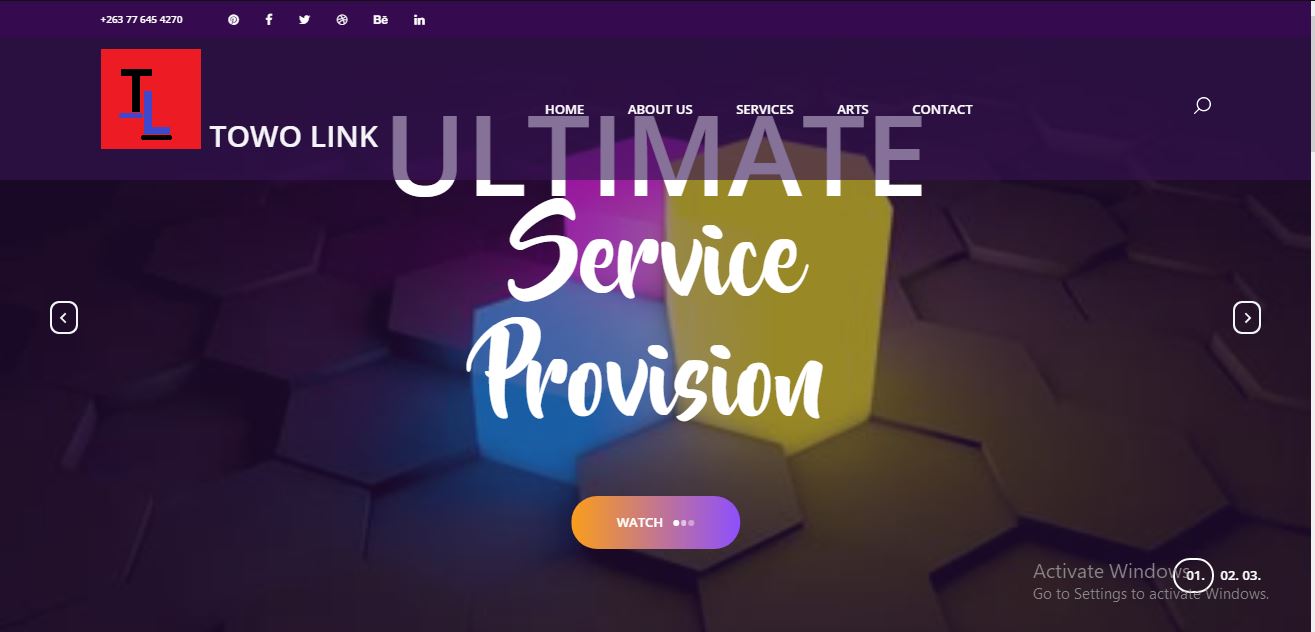 +263 77 645 4270
Bē
in
TL
TOWO LINK
HOME ABOUT US SERVICES ARTS CONTACT
ULTIMATE
Service
Provision
WATCH
Activate Windows
01. 02. 03.
Go to Settings to activate Windows.